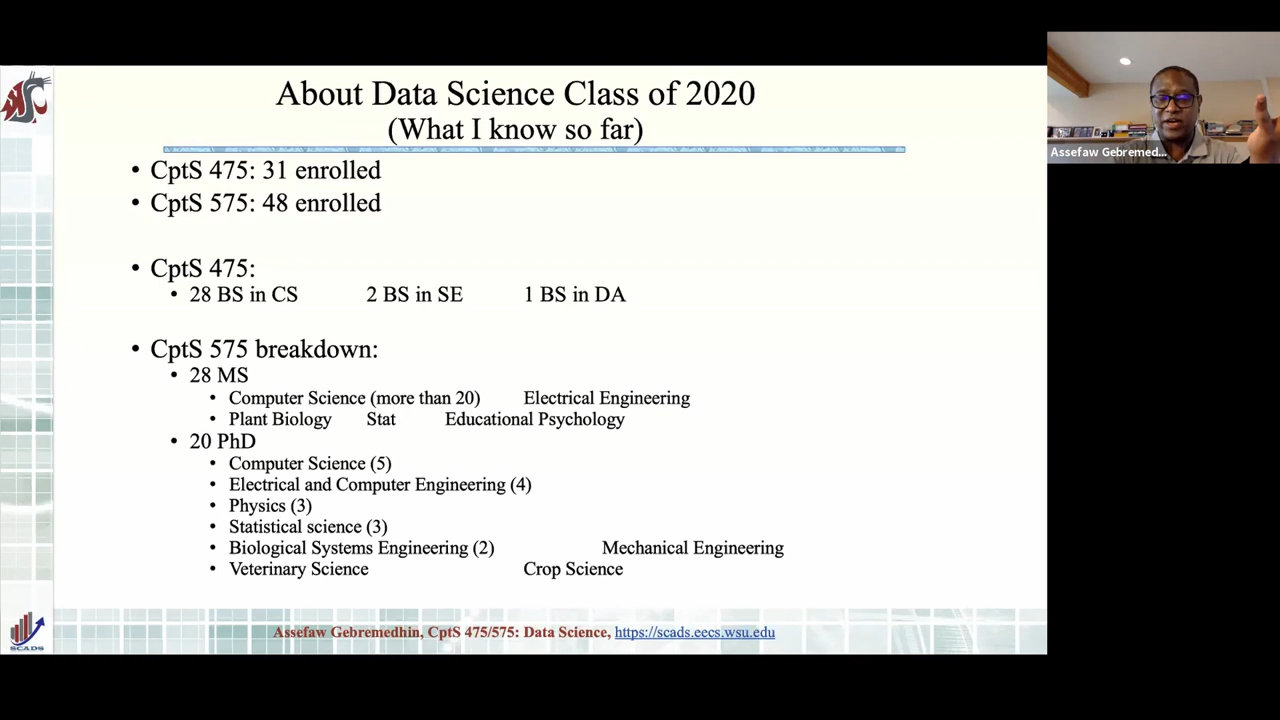 About Data Science Class of 2020
(What I know so far)
• CptS 475: 31 enrolled
• CptS 575: 48 enrolled
• CptS 475:
• 28 BS in CS 2 BS in SE 1 BS in DA
• CptS 575 breakdown:
• 28 MS
• Computer Science (more than 20) Electrical Engineering
• Plant Biology Stat Educational Psychology
• 20 PhD
• Computer Science (5)
• Electrical and Computer Engineering (4)
• Physics (3)
• Statistical science (3)
• Biological Systems Engineering (2) Mechanical Engineering
• Veterinary Science Crop Science
Assefaw Gebremedhin, CptS 475/575: Data Science, https://scads.eecs.wsu.edu
SCADS
Assefaw Gebremed...